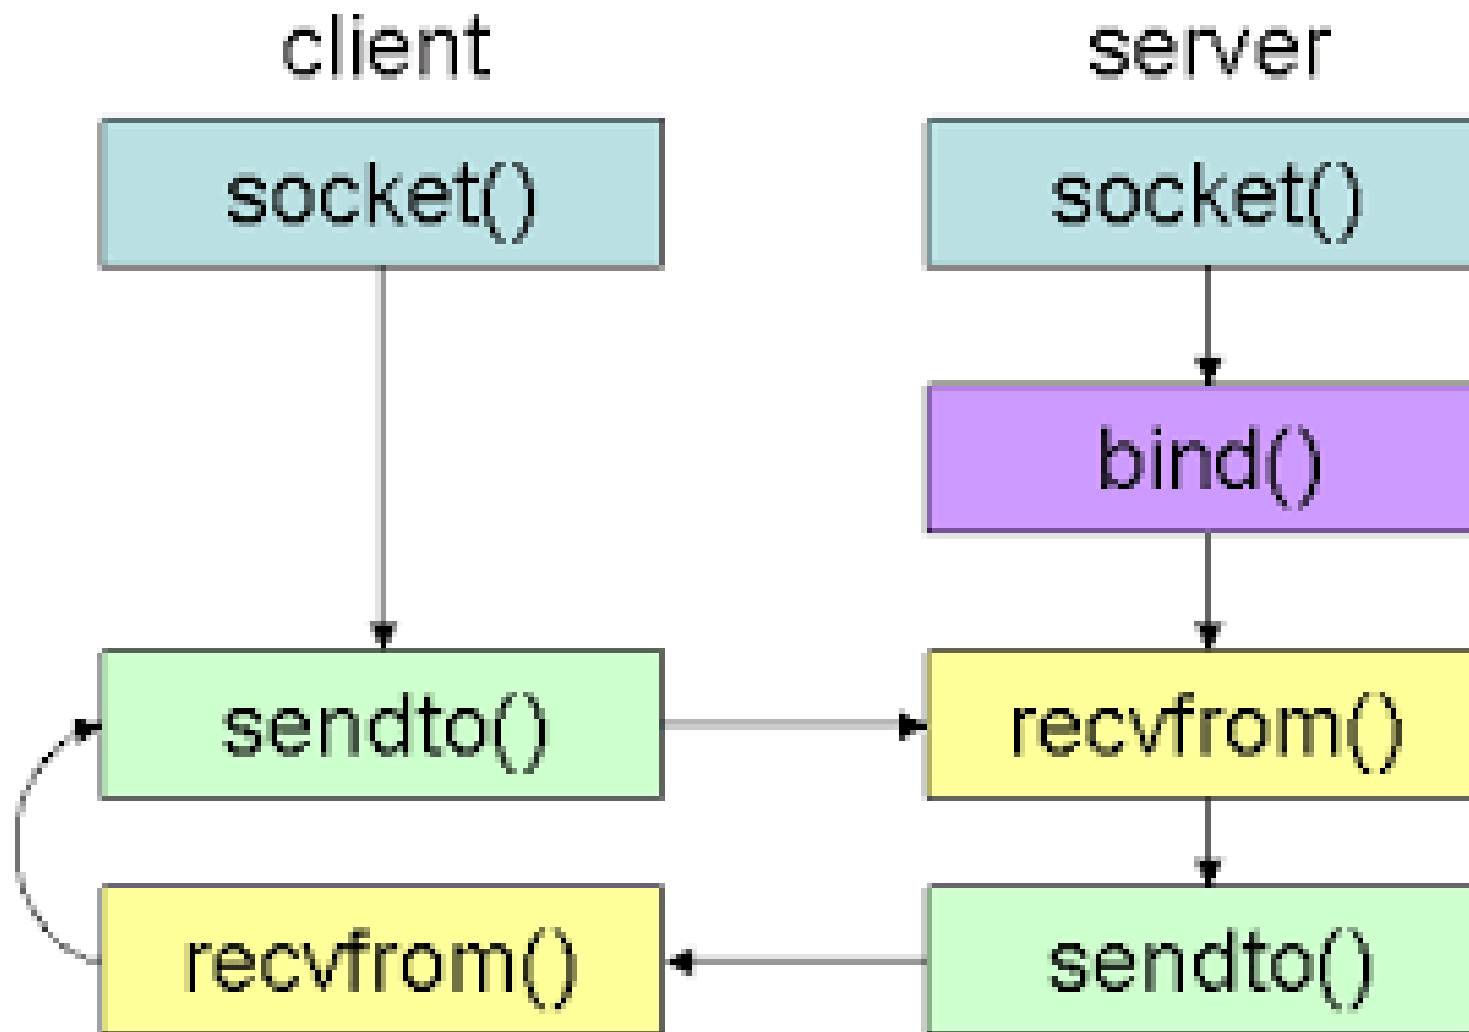 client
server
socket()
socket()
bind()
sendto()
recvfrom()
recvfrom()
sendto()